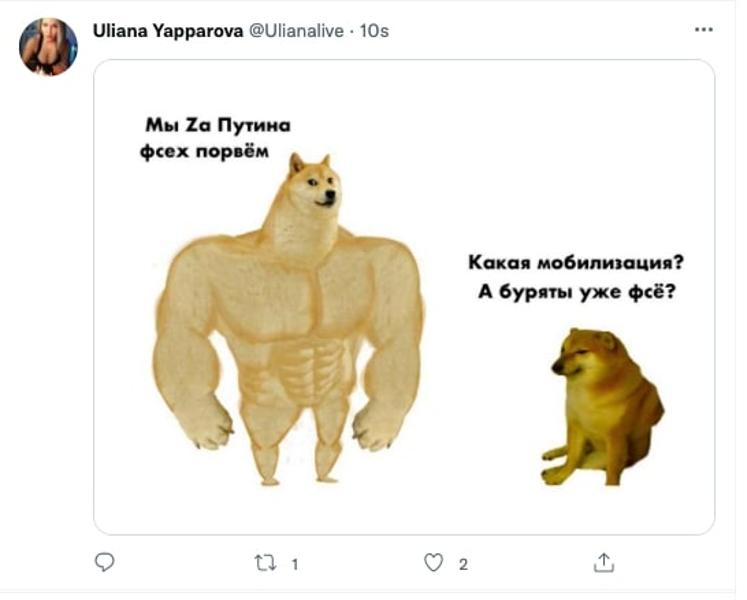 Uliana Yapparova @Ulianalive · 10s
Мы Zа Путина
фсех порвём
Какая мобилизация?
А буряты уже фсё?
1
2